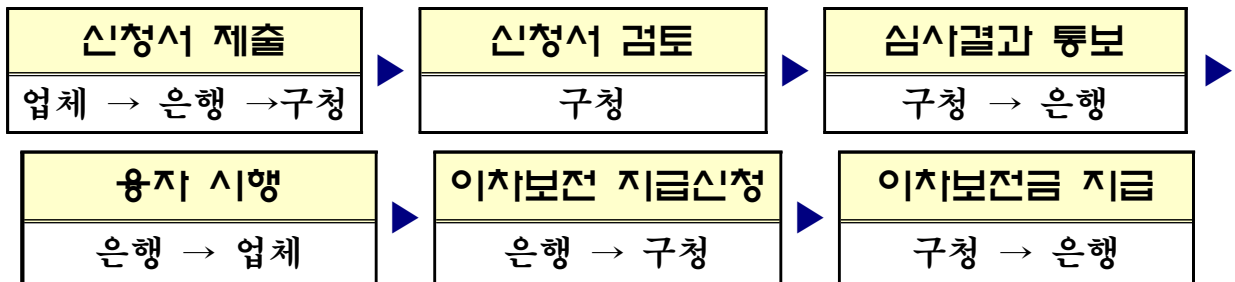 신청서 제출
업체 → 은행 →구청
신청서 검토
구청
심사결과 통보
구청 → 은행
융자 시행
은행 → 업체
이차보전 지급신청
은행 → 구청
이차보전금 지급
구청 → 은행